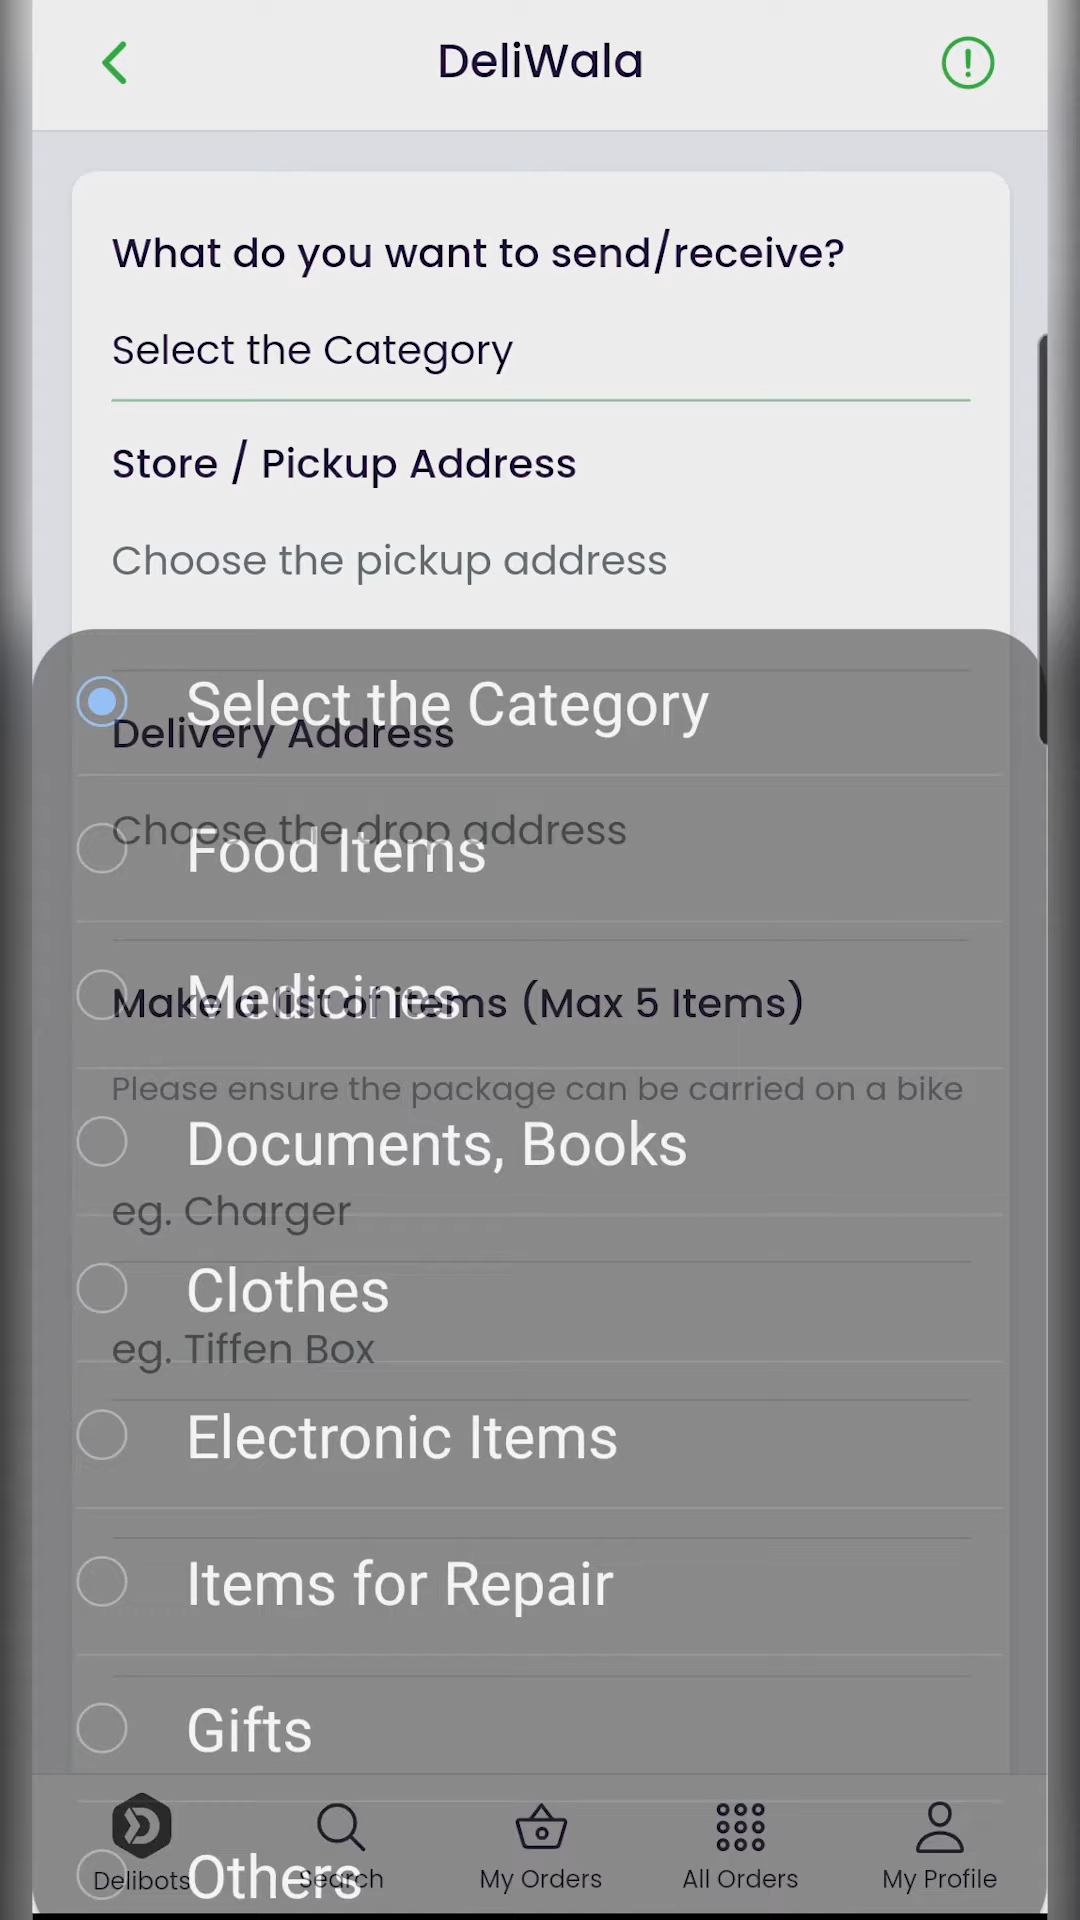 DeliWala
What do you want to send/receive?
Select the Category
Store / Pickup Address
Choose the pickup address
Select the Category
Delivery Address
Choose the drop address
Food Items
Medicines
Make a list of items (Max 5 Items)
Please ensure the package can be carried on a bike
Documents, Books
eg. Charger
Clothes
eg. Tiffen Box
Electronic Items
Items for Repair
Gifts
Others
Delibots
Search
My Orders
All Orders
My Profile